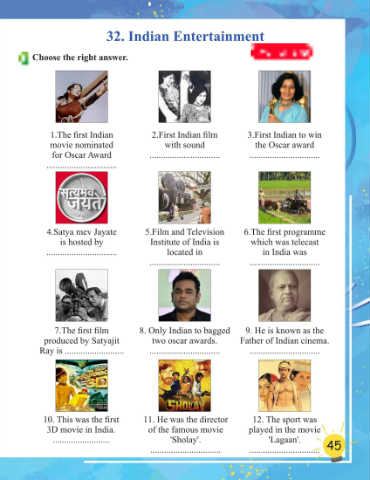 32. Indian Entertainment
Choose the right answer.
1.The first Indian
movie nominated
for Oscar Award
............................
2,First Indian film
with sound
............................
3.First Indian to win
the Oscar award
............................
सत्यमेव
जयते
4.Satya mev Jayate
is hosted by
............................
5.Film and Television
Institute of India is
located in
............................
6.The first programme
which was telecast
in India was
............................
7.The first film
produced by Satyajit
Ray is ........................
8. Only Indian to bagged
two oscar awards.
............................
9. He is known as the
Father of Indian cinema.
............................
10. This was the first
3D movie in India.
.......................
SHOLAY
11. He was the director
of the famous movie
'Sholay'.
............................
12. The sport was
played in the movie
'Lagaan'.
............................
45